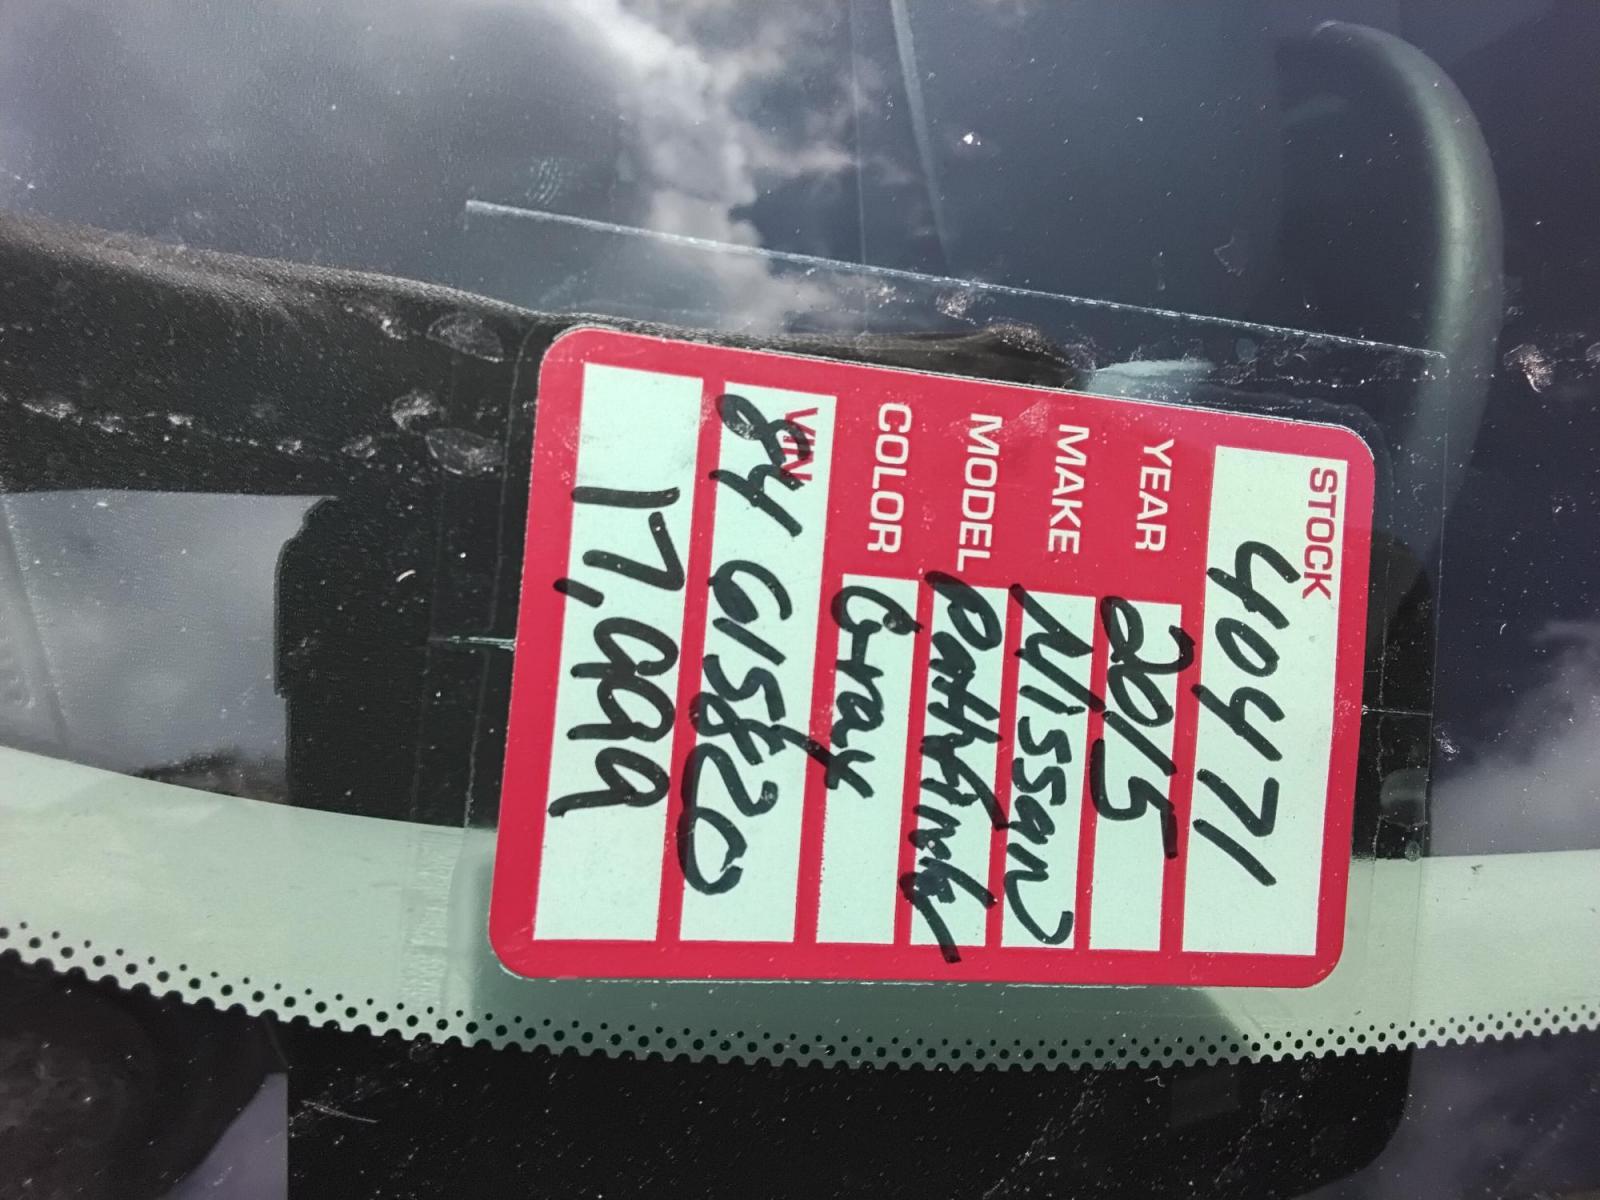 STOCK
40471
YEAR 2015
MAKE Nissan
MODEL Pathfinder
COLOR Gray
VIN
84 615820
17,999